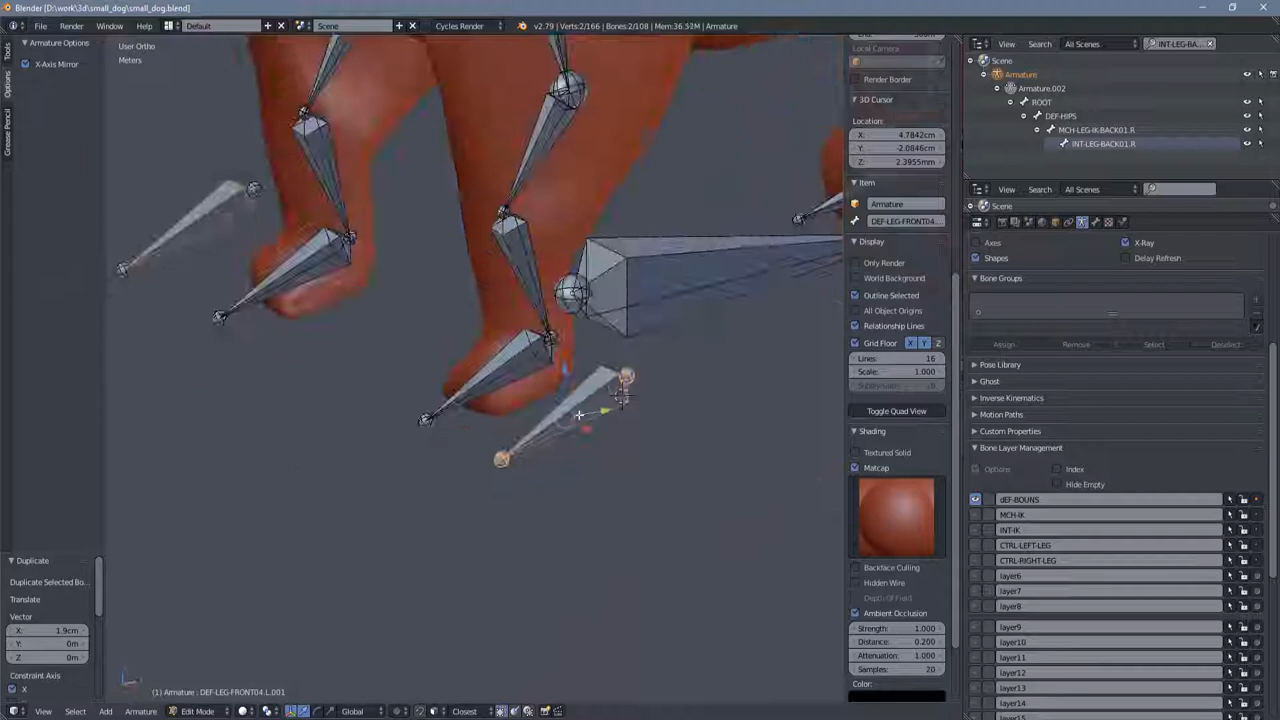 Blender [D:\work\3d\small_dog\small_dog.blend]
File Render Window Help Default Scene Cycles Render v2.79 | Verts:2/166 | Bones:2/108 | Mem:36.52M | Armature
Armature Options
X-Axis Mirror
Tools
Options
Grease Pencil
User Ortho
Meters
Duplicate
Duplicate Selected Bo...
Translate
Vector
X: 1.9cm
Y: 0m
Z: 0m
Constraint Axis
X
(1) Armature : DEF-LEG-FRONT04.L.001
View Select Add Armature Edit Mode Global Closest
Local Camera
Render Border
3D Cursor
Location:
X: 4.7842cm
Y: -2.0846cm
Z: 2.3955mm
Item
Armature
DEF-LEG-FRONT04...
Display
Only Render
World Background
Outline Selected
All Object Origins
Relationship Lines
Grid Floor X Y Z
Lines: 16
Scale: 1.000
Toggle Quad View
Shading
Textured Solid
Matcap
Backface Culling
Hidden Wire
Depth Of Field
Ambient Occlusion
Strength: 1.000
Distance: 0.200
Attenuation: 1.000
Samples: 20
Color:
View Search All Scenes INT-LEG-BA...
Scene
Armature
Armature.002
ROOT
DEF-HIPS
MCH-LEG-IK-BACK01.R
INT-LEG-BACK01.R
View Search All Scenes
Scene
Axes X-Ray
Shapes Delay Refresh
Bone Groups
Assign Remove Select Deselect
Pose Library
Ghost
Inverse Kinematics
Motion Paths
Custom Properties
Bone Layer Management
Options Index
Hide Empty
dEF-BOUNS
MCH-IK
INT-IK
CTRL-LEFT-LEG
CTRL-RIGHT-LEG
layer6
layer7
layer8
layer9
layer10
layer11
layer12
layer13
layer14